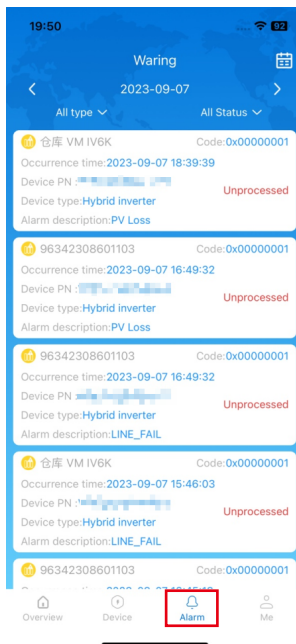 19:50
92
Waring
2023-09-07
All type
All Status
仓库 VM IV6K Code:0x00000001
Occurrence time:2023-09-07 18:39:39
Device PN :
Unprocessed
Device type:Hybrid inverter
Alarm description:PV Loss
96342308601103 Code:0x00000001
Occurrence time:2023-09-07 16:49:32
Device PN :
Unprocessed
Device type:Hybrid inverter
Alarm description:PV Loss
96342308601103 Code:0x00000001
Occurrence time:2023-09-07 16:49:32
Device PN :
Unprocessed
Device type:Hybrid inverter
Alarm description:LINE_FAIL
仓库 VM IV6K Code:0x00000001
Occurrence time:2023-09-07 15:46:03
Device PN :
Unprocessed
Device type:Hybrid inverter
Alarm description:LINE_FAIL
96342308601103 Code:0x00000001
Overview Device Alarm Me